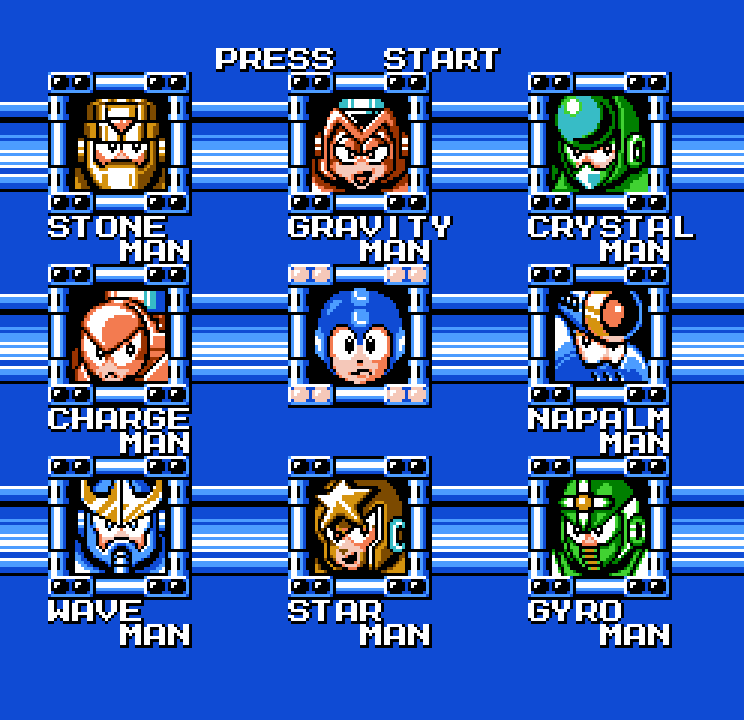 PRESS START
STONE MAN
GRAVITY MAN
CRYSTAL MAN
CHARGE MAN
NAPALM MAN
WAVE MAN
STAR MAN
GYRO MAN